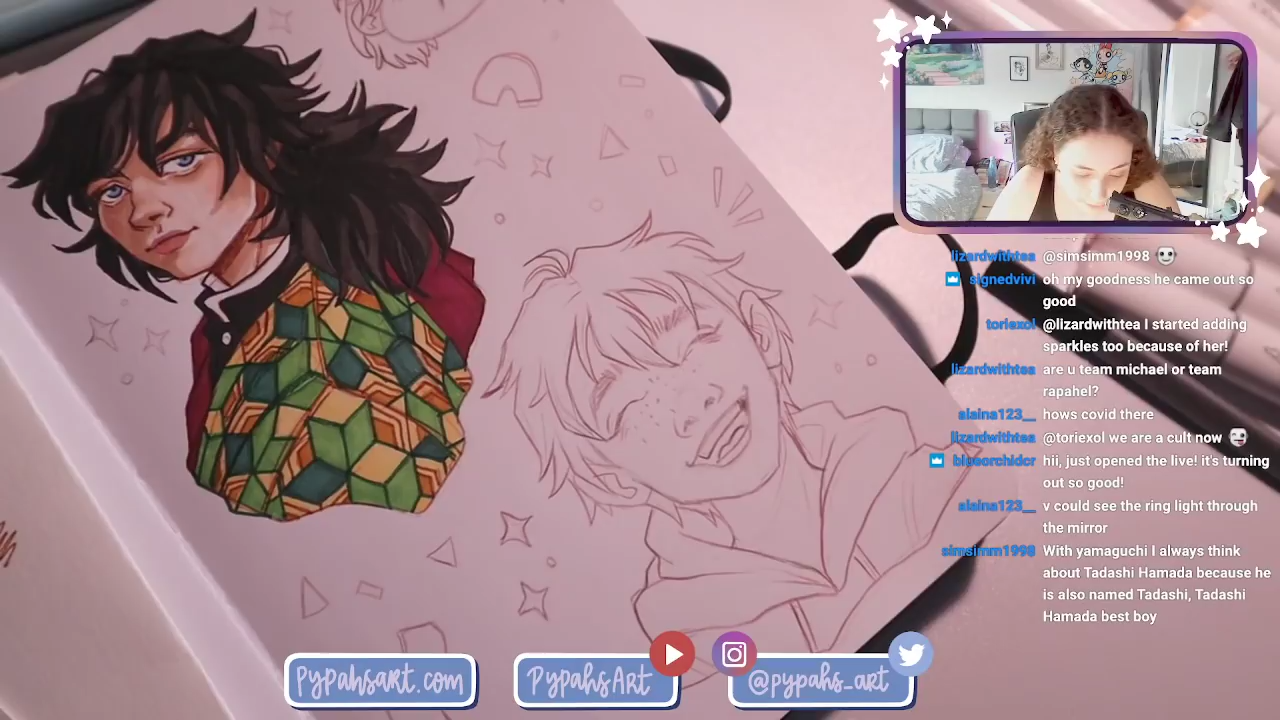 lizardwithtea @simsimm1998
signedvivi oh my goodness he came out so
good
toriexol @lizardwithtea I started adding
sparkles too because of her!
lizardwithtea are u team michael or team
rapahel?
alaina123__ hows covid there
lizardwithtea @toriexol we are a cult now
blueorchidcr hii, just opened the live! it's turning
out so good!
alaina123__ v could see the ring light through
the mirror
simsimm1998 With yamaguchi I always think
about Tadashi Hamada because he
is also named Tadashi, Tadashi
Hamada best boy
Pypahsart.com PypahsArt @pypahs_art